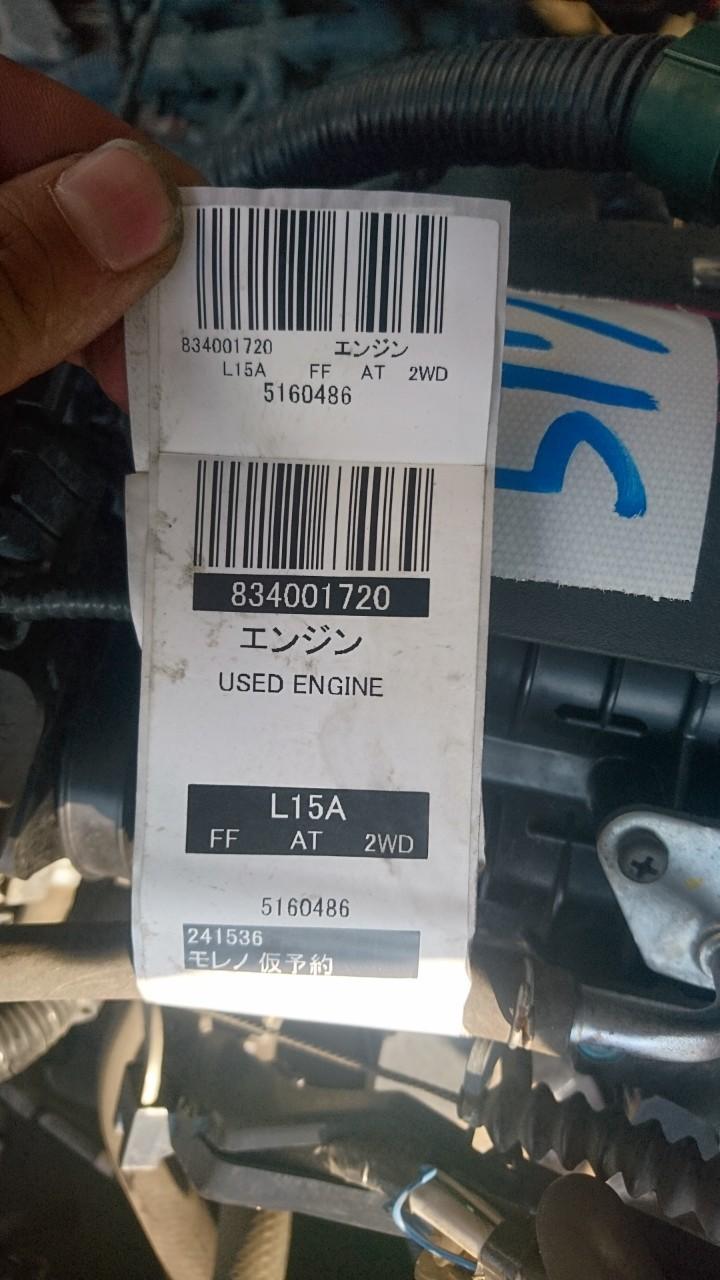 834001720 エンジン
L15A FF AT 2WD
5160486
834001720
エンジン
USED ENGINE
L15A
FF AT 2WD
5160486
241536
モレノ 仮予約